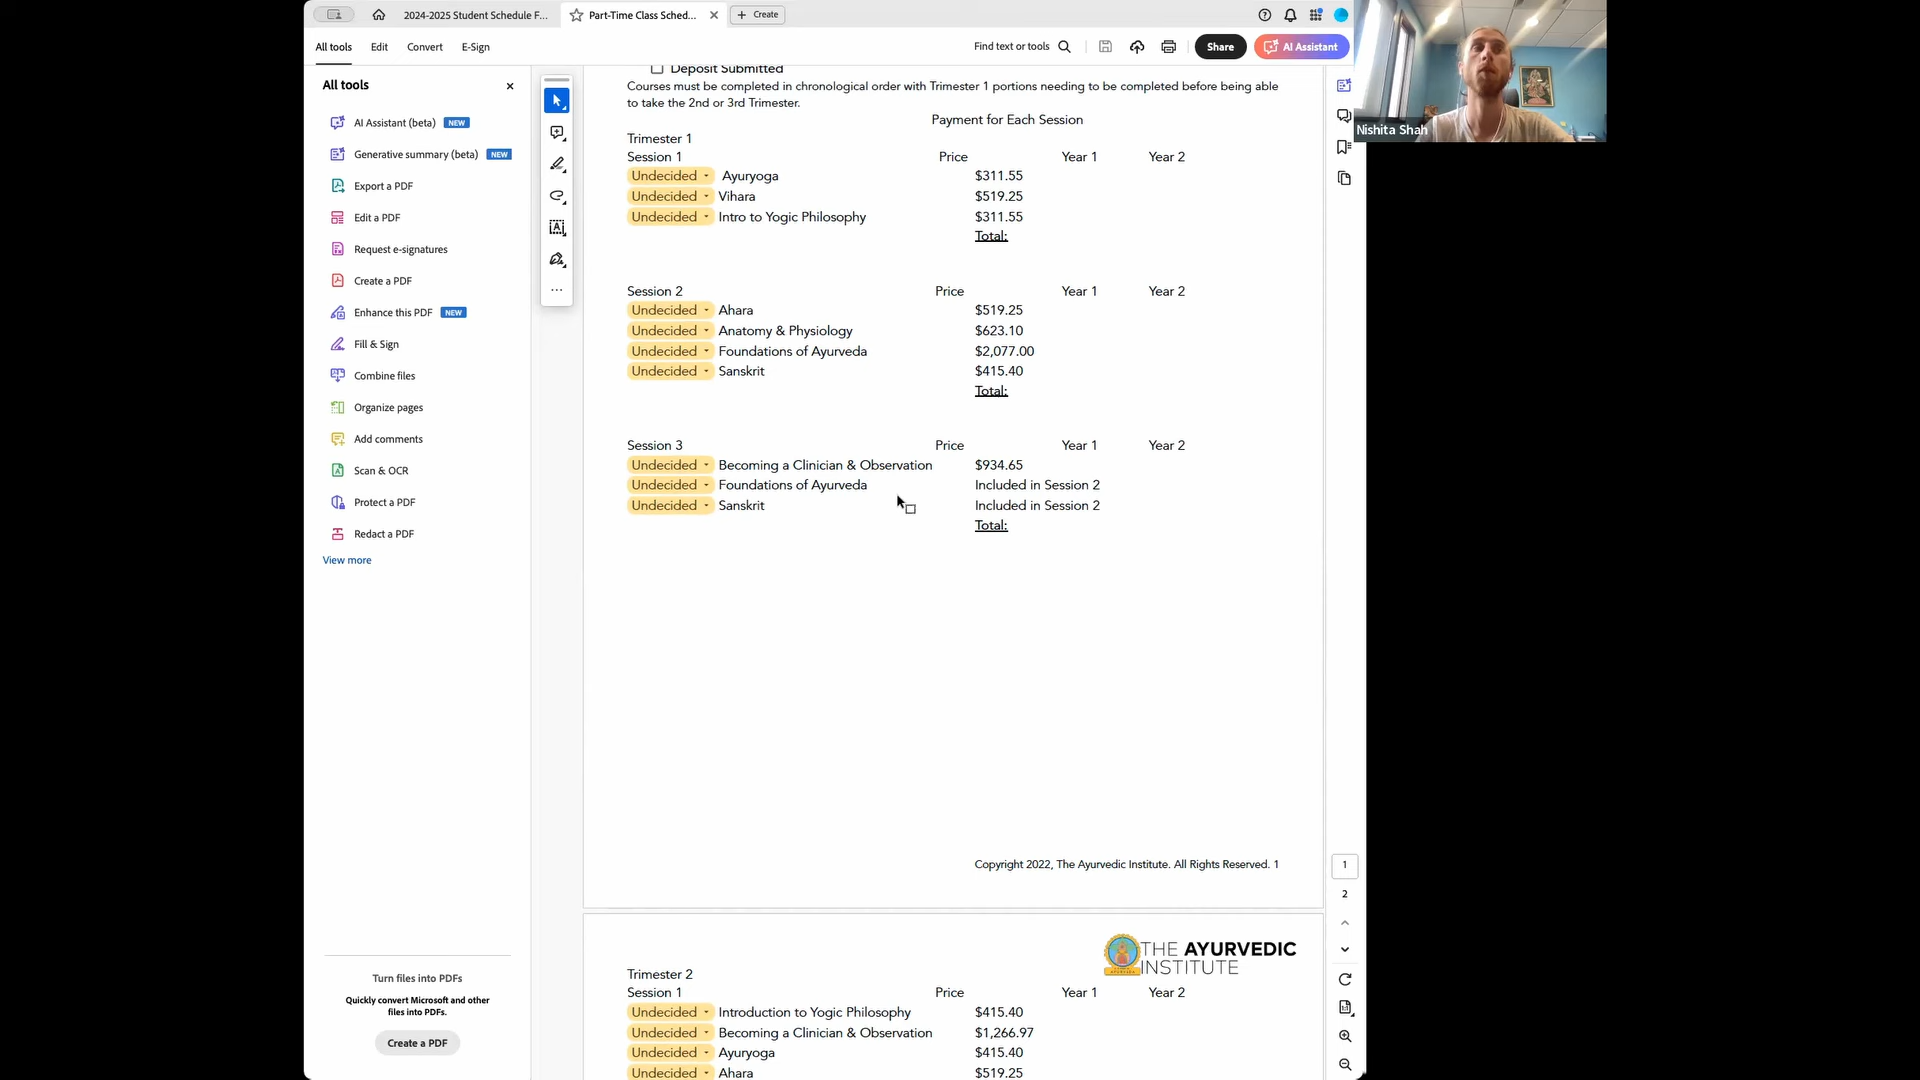 2024-2025 Student Schedule F...
Part-Time Class Sched...
Create
All tools
Edit
Convert
E-Sign
Find text or tools
Share
AI Assistant
All tools
AI Assistant (beta) NEW
Generative summary (beta) NEW
Export a PDF
Edit a PDF
Request e-signatures
Create a PDF
Enhance this PDF NEW
Fill & Sign
Combine files
Organize pages
Add comments
Scan & OCR
Protect a PDF
Redact a PDF
View more
Turn files into PDFs
Quickly convert Microsoft and other
files into PDFs.
Create a PDF
Deposit Submitted
Courses must be completed in chronological order with Trimester 1 portions needing to be completed before being able
to take the 2nd or 3rd Trimester.
Payment for Each Session
Trimester 1
Session 1 Price Year 1 Year 2
Undecided Ayuryoga $311.55
Undecided Vihara $519.25
Undecided Intro to Yogic Philosophy $311.55
Total:
Session 2 Price Year 1 Year 2
Undecided Ahara $519.25
Undecided Anatomy & Physiology $623.10
Undecided Foundations of Ayurveda $2,077.00
Undecided Sanskrit $415.40
Total:
Session 3 Price Year 1 Year 2
Undecided Becoming a Clinician & Observation $934.65
Undecided Foundations of Ayurveda Included in Session 2
Undecided Sanskrit Included in Session 2
Total:
Copyright 2022, The Ayurvedic Institute. All Rights Reserved. 1
THE AYURVEDIC
INSTITUTE
Trimester 2
Session 1 Price Year 1 Year 2
Undecided Introduction to Yogic Philosophy $415.40
Undecided Becoming a Clinician & Observation $1,266.97
Undecided Ayuryoga $415.40
Undecided Ahara $519.25
1
2
Nishita Shah